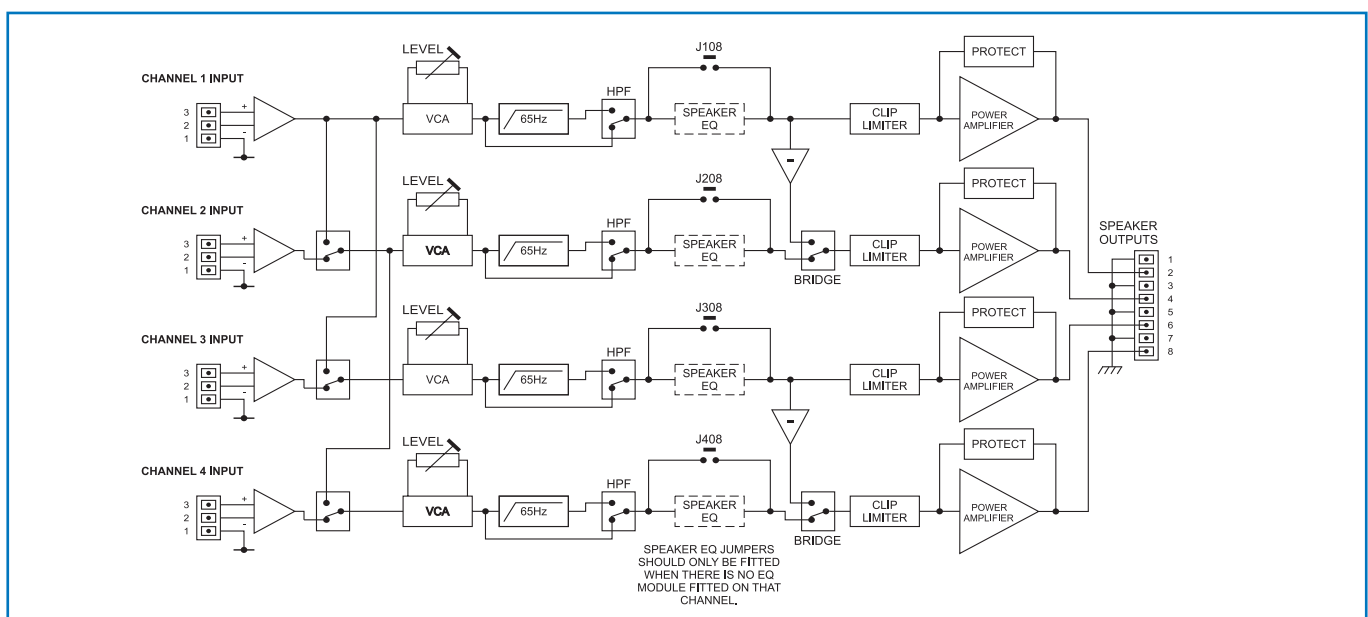 LEVEL
J108
PROTECT
CHANNEL 1 INPUT
HPF
3
+
2
-
1
VCA
65Hz
SPEAKER
EQ
CLIP
LIMITER
POWER
AMPLIFIER
-
LEVEL
J208
PROTECT
CHANNEL 2 INPUT
HPF
3
+
2
-
1
VCA
65Hz
SPEAKER
EQ
CLIP
LIMITER
POWER
AMPLIFIER
BRIDGE
SPEAKER
OUTPUTS
1
2
3
4
5
6
7
8
LEVEL
J308
PROTECT
CHANNEL 3 INPUT
HPF
3
+
2
-
1
VCA
65Hz
SPEAKER
EQ
CLIP
LIMITER
POWER
AMPLIFIER
-
LEVEL
J408
PROTECT
CHANNEL 4 INPUT
HPF
3
+
2
-
1
VCA
65Hz
SPEAKER
EQ
CLIP
LIMITER
POWER
AMPLIFIER
BRIDGE
SPEAKER EQ JUMPERS
SHOULD ONLY BE FITTED
WHEN THERE IS NO EQ
MODULE FITTED ON THAT
CHANNEL.